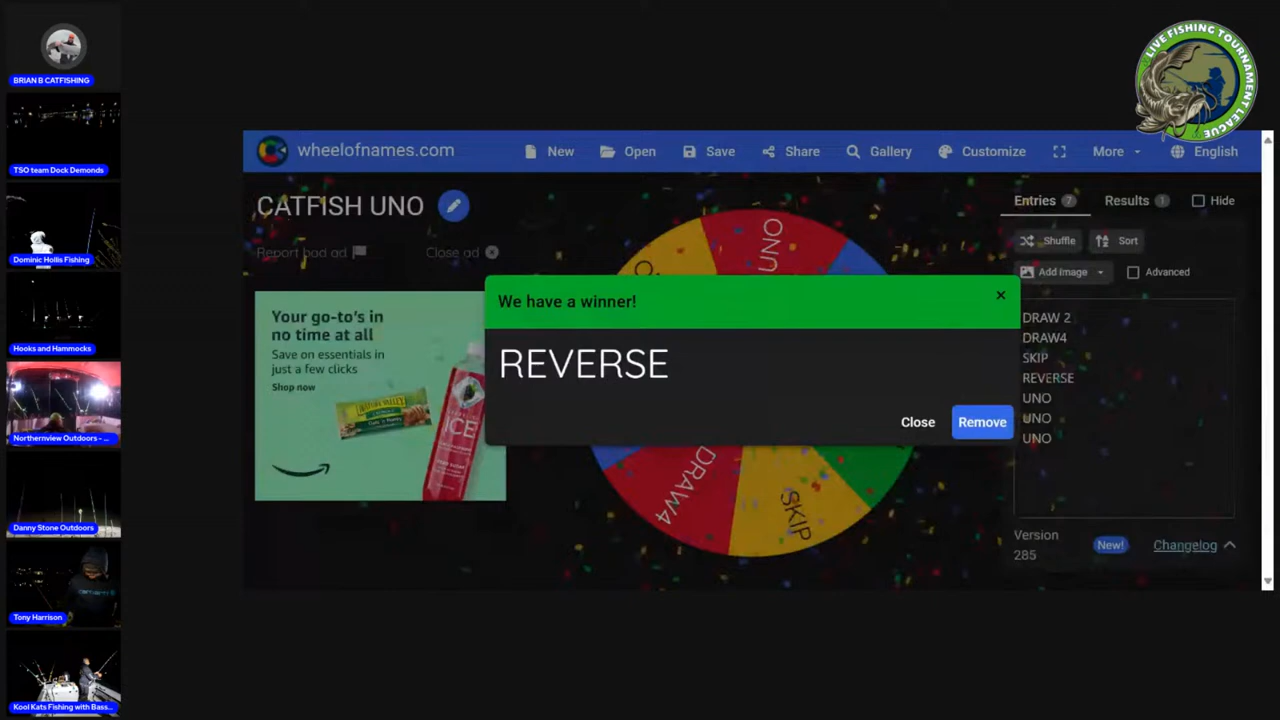 BRIAN B CATFISHING
TSO team Dock Demonds
Dominic Hollis Fishing
Hooks and Hammocks
Northernview Outdoors - ...
Danny Stone Outdoors
Tony Harrison
Kool Kats Fishing with Bass...
LIVE FISHING TOURNAMENT LEAGUE
wheelofnames.com
New
Open
Save
Share
Gallery
Customize
More
English
CATFISH UNO
Report bad ad
Close ad
Your go-to's in
no time at all
Save on essentials in
just a few clicks
Shop now
NATURE VALLEY
ICE
UNO
DRAW4
SKIP
We have a winner!
REVERSE
Close
Remove
Entries 7
Results 1
Hide
Shuffle
Sort
Add image
Advanced
DRAW 2
DRAW4
SKIP
REVERSE
UNO
UNO
UNO
Version
285
New!
Changelog